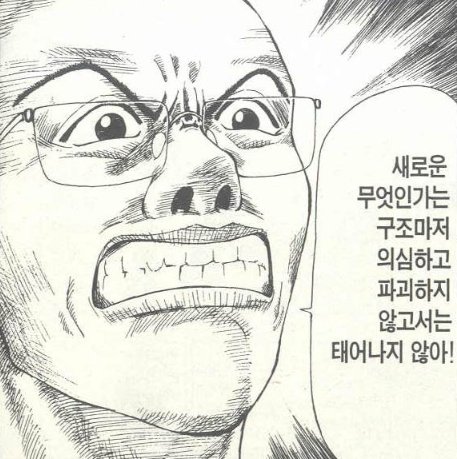 새로운
무엇인가는
구조마저
의심하고
파괴하지
않고서는
태어나지 않아!